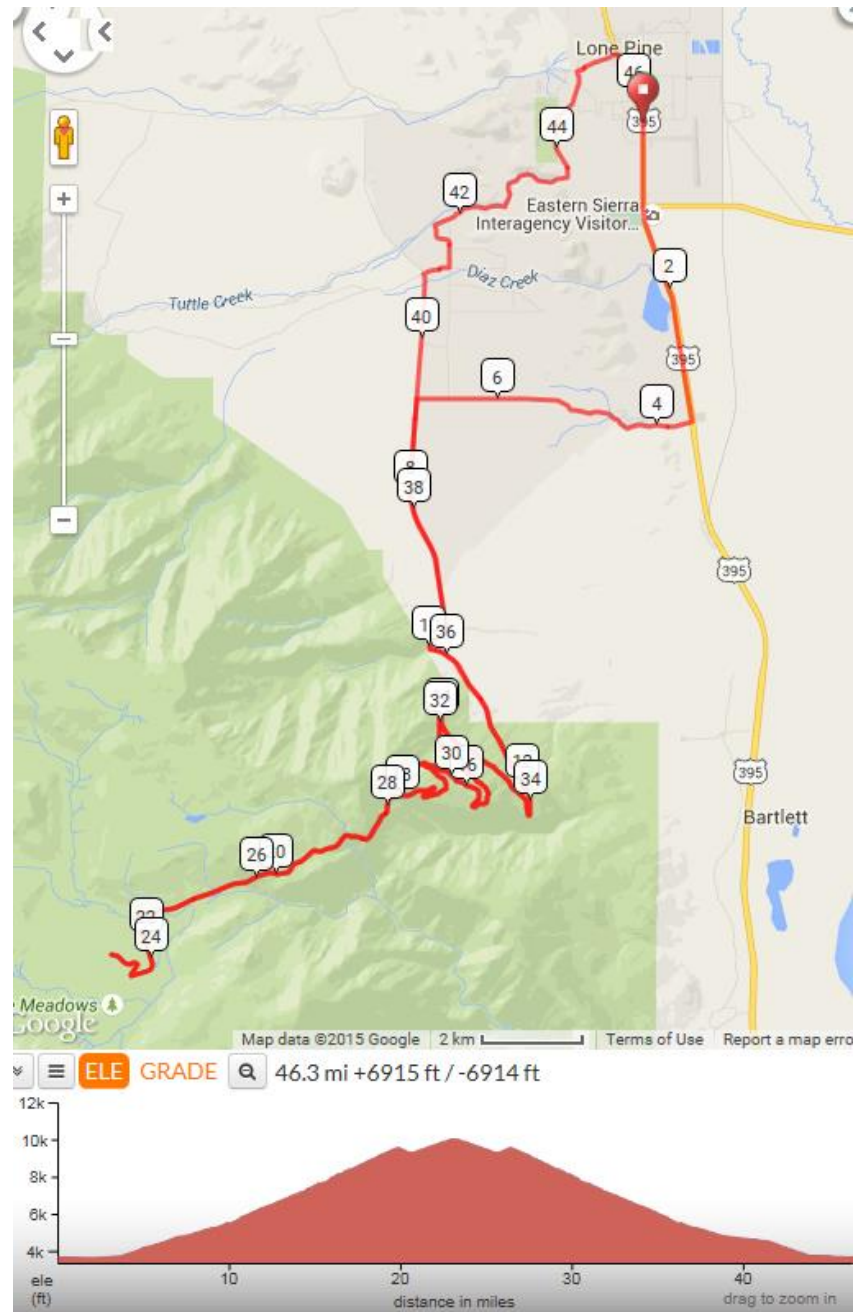 Lone Pine
46
395
44
42
Eastern Sierra
Interagency Visitor...
2
Diaz Creek
Tuttle Creek
40
395
6
4
8
38
395
36
32
30
34
28
395
Bartlett
26
24
Meadows
Google
Map data ©2015 Google
2 km
Terms of Use
Report a map erro
ELE
GRADE
46.3 mi +6915 ft / -6914 ft
12k
10k
8k
6k
4k
ele
(ft)
10
20
30
40
distance in miles
drag to zoom in